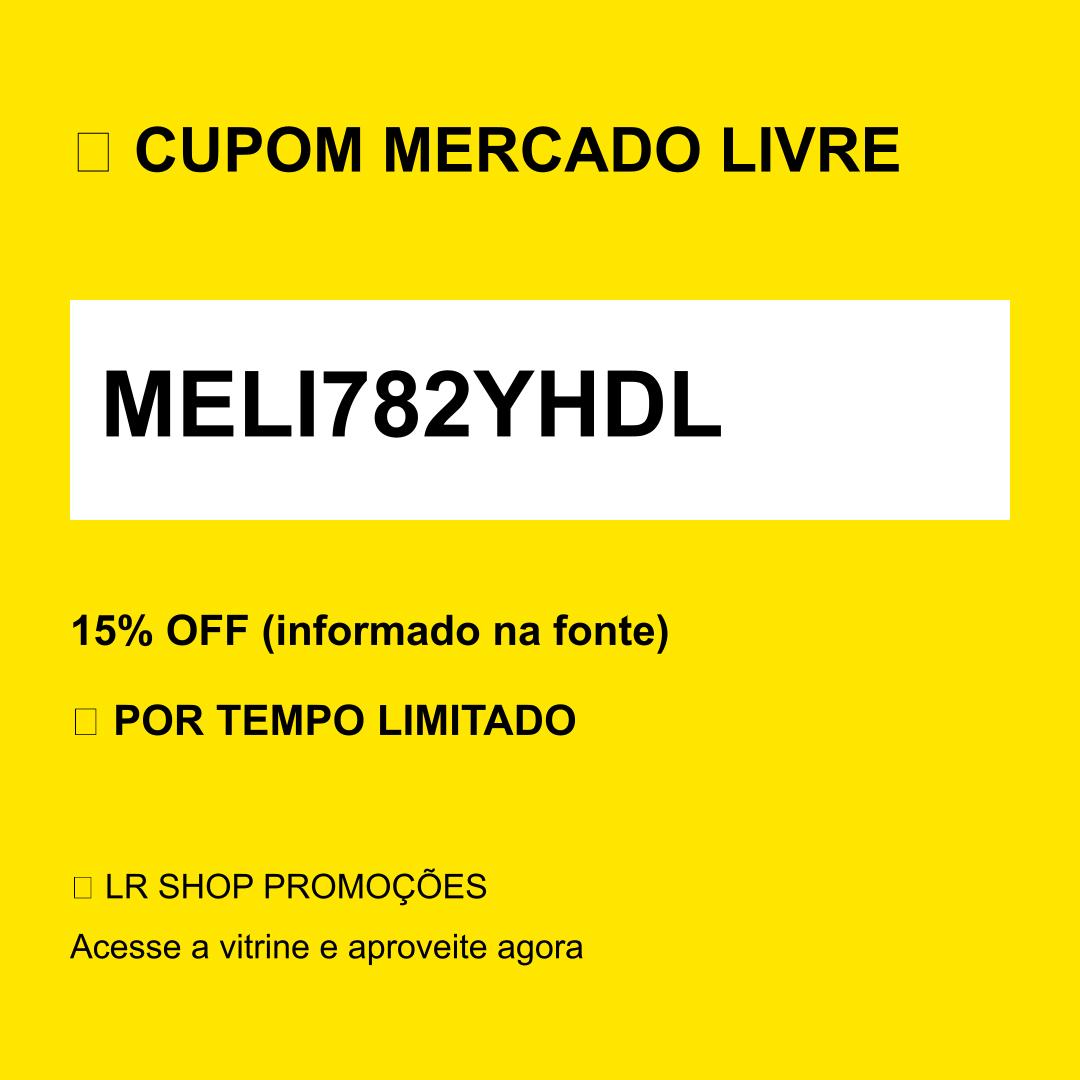 □ CUPOM MERCADO LIVRE
MELI782YHDL
15% OFF (informado na fonte)
□ POR TEMPO LIMITADO
□ LR SHOP PROMOÇÕES
Acesse a vitrine e aproveite agora